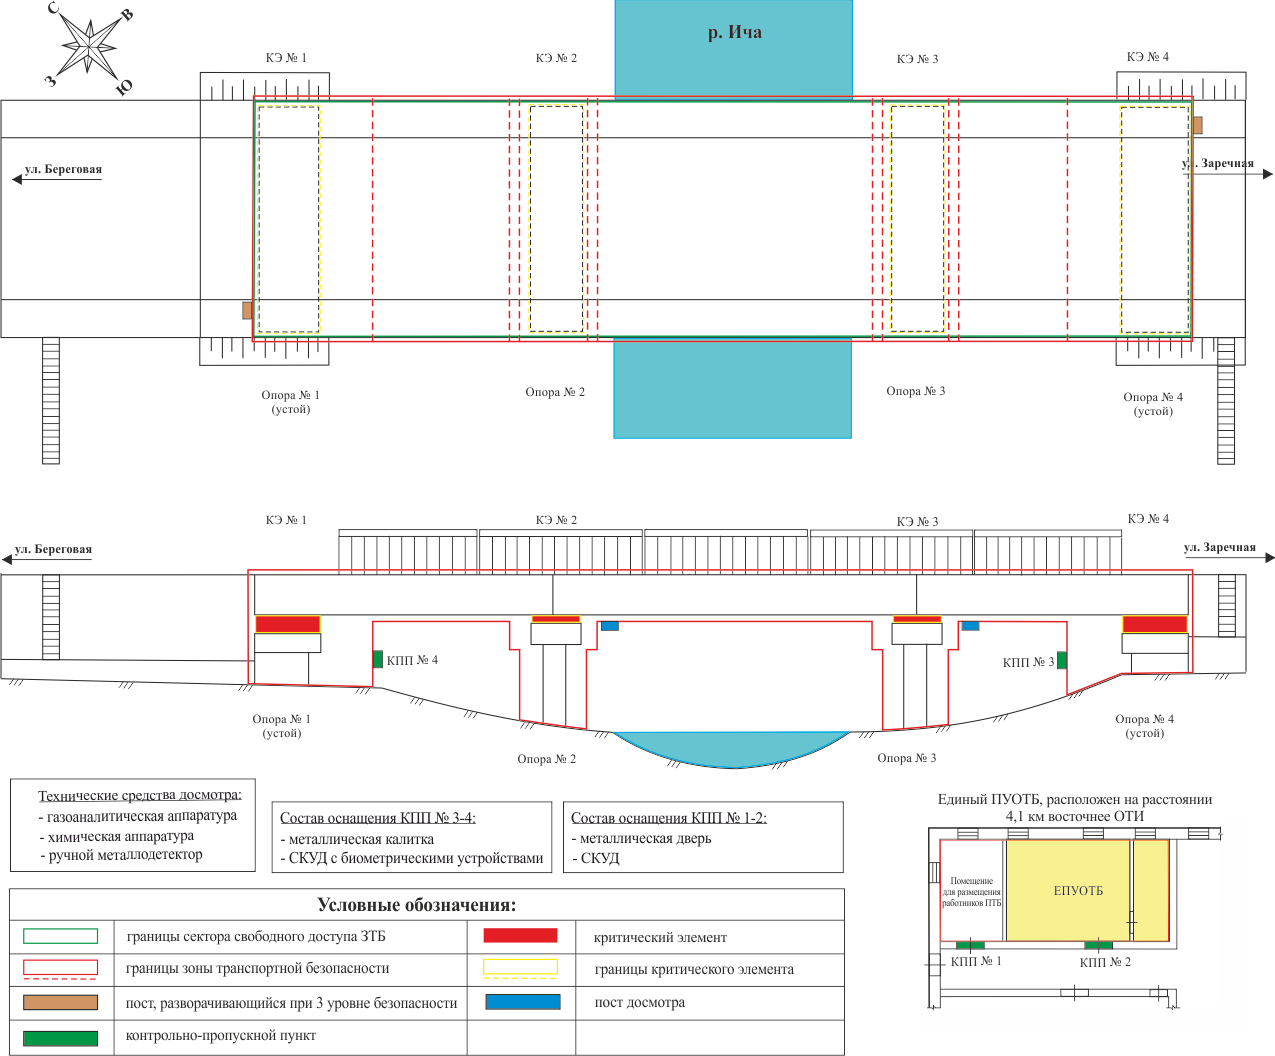 С
В
З
Ю
р. Ича
КЭ № 1
КЭ № 2
КЭ № 3
КЭ № 4
ул. Береговая
ул. Заречная
Опора № 1
(устой)
Опора № 2
Опора № 3
Опора № 4
(устой)
КЭ № 1
КЭ № 2
КЭ № 3
КЭ № 4
ул. Береговая
ул. Заречная
КПП № 4
КПП № 3
Опора № 1
(устой)
Опора № 2
Опора № 3
Опора № 4
(устой)
Технические средства досмотра:
- газоаналитическая аппаратура
- химическая аппаратура
- ручной металлодетектор
Состав оснащения КПП № 3-4:
- металлическая калитка
- СКУД с биометрическими устройствами
Состав оснащения КПП № 1-2:
- металлическая дверь
- СКУД
Единый ПУОТБ, расположен на расстоянии
4,1 км восточнее ОТИ
Помещение
для размещения
работников ПТБ
ЕПУОТБ
КПП № 1
КПП № 2
Условные обозначения:
границы сектора свободного доступа ЗТБ
критический элемент
границы зоны транспортной безопасности
границы критического элемента
пост, разворачивающийся при 3 уровне безопасности
пост досмотра
контрольно-пропускной пункт